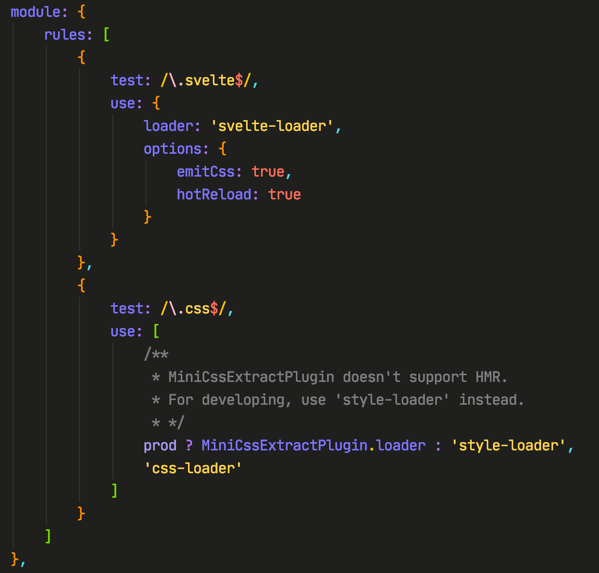 module: {
    rules: [
        {
            test: /\.svelte$/,
            use: {
                loader: 'svelte-loader',
                options: {
                    emitCss: true,
                    hotReload: true
                }
            }
        },
        {
            test: /\.css$/,
            use: [
                /**
                 * MiniCssExtractPlugin doesn't support HMR.
                 * For developing, use 'style-loader' instead.
                 * */
                prod ? MiniCssExtractPlugin.loader : 'style-loader',
                'css-loader'
            ]
        }
    ]
},